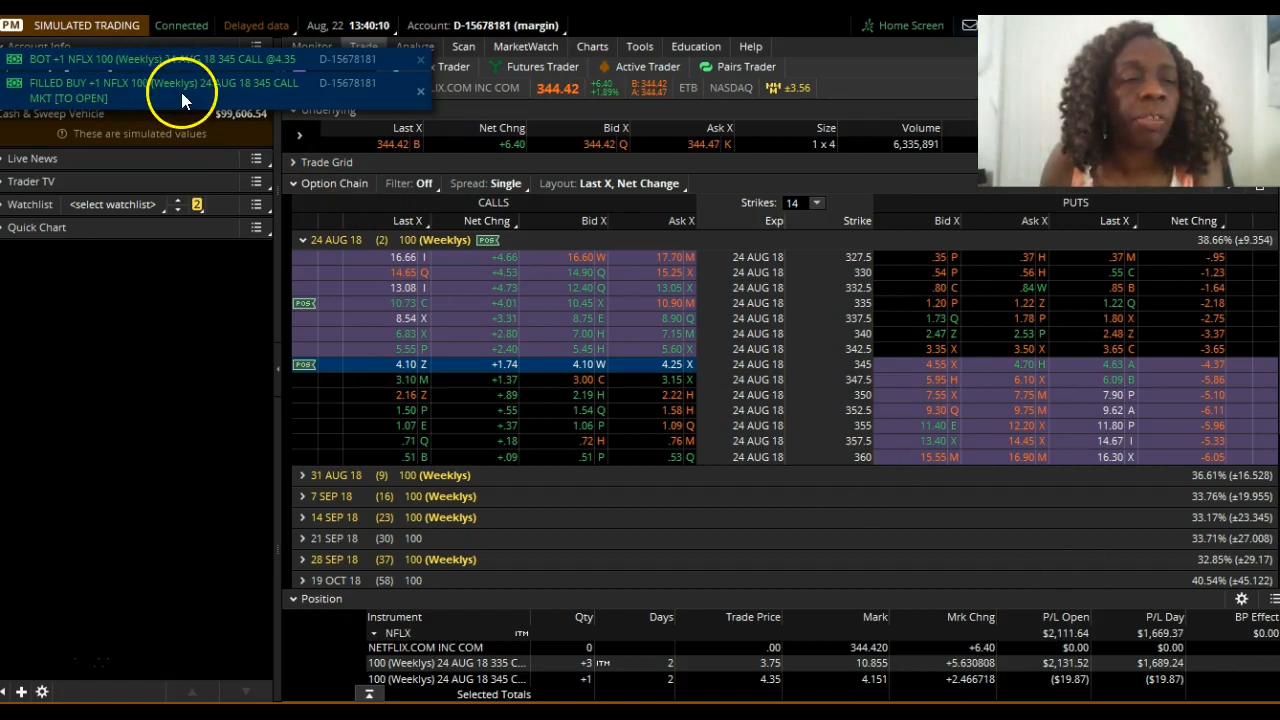 PM SIMULATED TRADING Connected Delayed data Aug, 22 13:40:10 Account: D-15678181 (margin) Home Screen
Account Info Monitor Trade Analyze Scan MarketWatch Charts Tools Education Help
BOT +1 NFLX 100 (Weeklys) 24 AUG 18 345 CALL @4.35 D-15678181
FILLED BUY +1 NFLX 100 (Weeklys) 24 AUG 18 345 CALL D-15678181
MKT [TO OPEN]
Trader Futures Trader Active Trader Pairs Trader
.COM INC COM 344.42 +6.40 +1.89% B: 344.42 A: 344.47 ETB NASDAQ ±3.56
Cash & Sweep Vehicle $99,606.54
These are simulated values
Live News
Trader TV
Watchlist <select watchlist> 2
Quick Chart
Underlying
Last X Net Chng Bid X Ask X Size Volume
344.42 B +6.40 344.42 Q 344.47 K 1 x 4 6,335,891
Trade Grid
Option Chain Filter: Off Spread: Single Layout: Last X, Net Change
CALLS Strikes: 14 PUTS
Last X Net Chng Bid X Ask X Exp Strike Bid X Ask X Last X Net Chng
24 AUG 18 (2) 100 (Weeklys) POS 38.66% (±9.354)
16.66 I +4.66 16.60 W 17.70 M 24 AUG 18 327.5 .35 P .37 H .37 M -.95
14.65 Q +4.53 14.90 Q 15.25 X 24 AUG 18 330 .54 P .56 H .55 C -1.23
13.08 I +4.73 12.40 Q 13.05 X 24 AUG 18 332.5 .80 C .84 W .85 B -1.64
POS 10.73 C +4.01 10.45 X 10.90 M 24 AUG 18 335 1.20 P 1.22 Z 1.22 Q -2.18
8.54 X +3.31 8.75 E 8.90 Q 24 AUG 18 337.5 1.73 Q 1.78 P 1.80 X -2.75
6.83 X +2.80 7.00 H 7.15 M 24 AUG 18 340 2.47 Z 2.53 P 2.48 Z -3.37
5.55 P +2.40 5.45 H 5.60 X 24 AUG 18 342.5 3.35 X 3.50 X 3.65 C -3.65
POS 4.10 Z +1.74 4.10 W 4.25 X 24 AUG 18 345 4.55 X 4.70 H 4.63 A -4.37
3.10 M +1.37 3.00 C 3.15 X 24 AUG 18 347.5 5.95 H 6.10 X 6.09 B -5.86
2.16 Z +.89 2.19 H 2.22 H 24 AUG 18 350 7.55 X 7.75 M 7.90 P -5.10
1.50 P +.55 1.54 Q 1.58 H 24 AUG 18 352.5 9.30 Q 9.75 M 9.62 A -6.11
1.07 E +.37 1.06 P 1.09 Q 24 AUG 18 355 11.40 E 12.20 X 11.80 P -5.96
.71 Q +.18 .72 H .76 M 24 AUG 18 357.5 13.40 X 14.45 X 14.67 I -5.33
.51 B +.09 .51 P .53 Q 24 AUG 18 360 15.55 M 16.90 M 16.30 X -6.05
31 AUG 18 (9) 100 (Weeklys) 36.61% (±16.528)
7 SEP 18 (16) 100 (Weeklys) 33.76% (±19.955)
14 SEP 18 (23) 100 (Weeklys) 33.17% (±23.345)
21 SEP 18 (30) 100 33.71% (±27.008)
28 SEP 18 (37) 100 (Weeklys) 32.85% (±29.17)
19 OCT 18 (58) 100 40.54% (±45.122)
Position
Instrument Qty Days Trade Price Mark Mrk Chng P/L Open P/L Day BP Effect
NFLX ITM $2,111.64 $1,669.37 $0.00
NETFLIX.COM INC COM 0 .00 344.420 +6.40 $0.00 $0.00
100 (Weeklys) 24 AUG 18 335 C... +3 ITM 2 3.75 10.855 +5.630808 $2,131.52 $1,689.24
100 (Weeklys) 24 AUG 18 345 C... +1 2 4.35 4.151 +2.466718 ($19.87) ($19.87)
Selected Totals